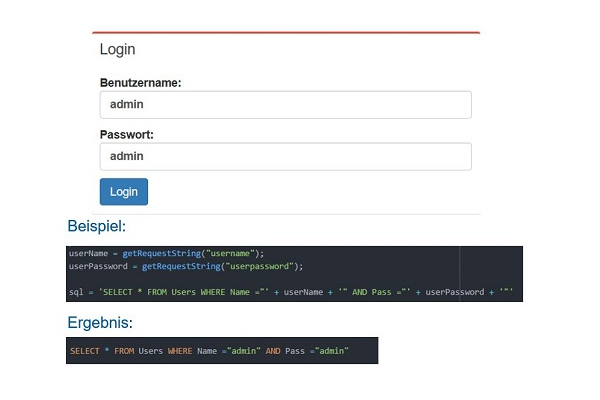 Login
Benutzername:
admin
Passwort:
admin
Login
Beispiel:
userName = getRequestString("username");
userPassword = getRequestString("userpassword");
sql = 'SELECT * FROM Users WHERE Name ="' + userName + '" AND Pass ="' + userPassword + '"'
Ergebnis:
SELECT * FROM Users WHERE Name ="admin" AND Pass ="admin"